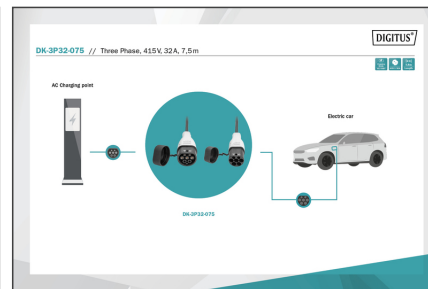 DIGITUS®
DK-3P32-075 // Three Phase, 415V, 32A, 7,5m
AC Charging point
Electric car
DK-3P32-075